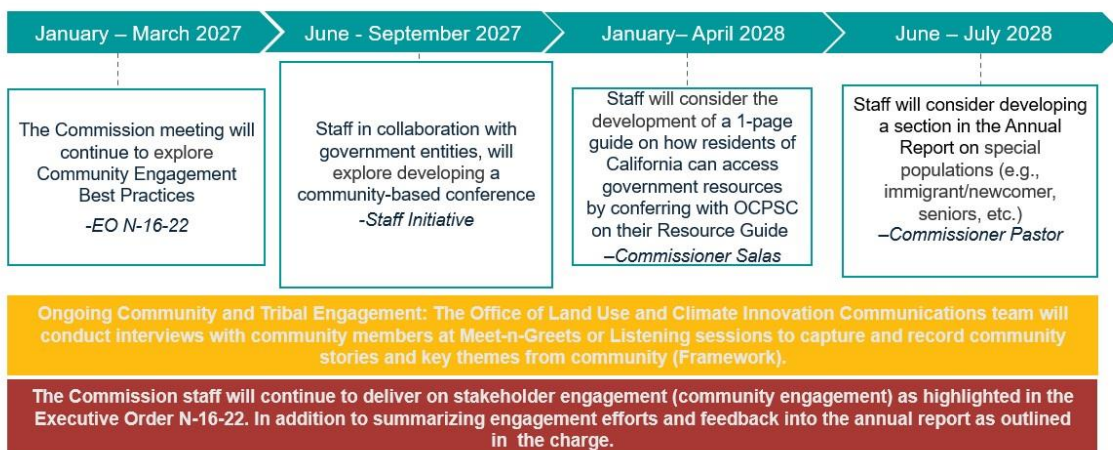 January – March 2027
June - September 2027
January– April 2028
June – July 2028
The Commission meeting will
continue to explore
Community Engagement
Best Practices
-EO N-16-22
Staff in collaboration with
government entities, will
explore developing a
community-based conference
-Staff Initiative
Staff will consider the
development of a 1-page
guide on how residents of
California can access
government resources
by conferring with OCPSC
on their Resource Guide
–Commissioner Salas
Staff will consider developing
a section in the Annual
Report on special
populations (e.g.,
immigrant/newcomer,
seniors, etc.)
–Commissioner Pastor
Ongoing Community and Tribal Engagement: The Office of Land Use and Climate Innovation Communications team will
conduct interviews with community members at Meet-n-Greets or Listening sessions to capture and record community
stories and key themes from community (Framework).
The Commission staff will continue to deliver on stakeholder engagement (community engagement) as highlighted in the
Executive Order N-16-22. In addition to summarizing engagement efforts and feedback into the annual report as outlined
in the charge.